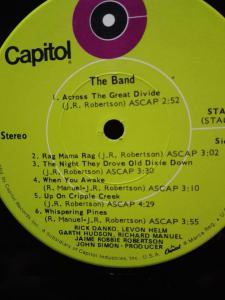 Capitol
The Band
1. Across The Great Divide
(J.R. Robertson) ASCAP 2:52
STA
(STA
Stereo
2. Rag Mama Rag (J.R. Robertson) ASCAP 3:02
3. The Night They Drove Old Dixie Down
(J.R. Robertson) ASCAP 3:30
4. When You Awake
(R. Manuel-J.R. Robertson) ASCAP 3:10
5. Up On Cripple Creek
(J.R. Robertson) ASCAP 4:29
6. Whispering Pines
(R. Manuel-J.R. Robertson) ASCAP 3:55
RICK DANKO, LEVON HELM
GARTH HUDSON, RICHARD MANUEL
JAIME ROBBIE ROBERTSON
JOHN SIMON - PRODUCER